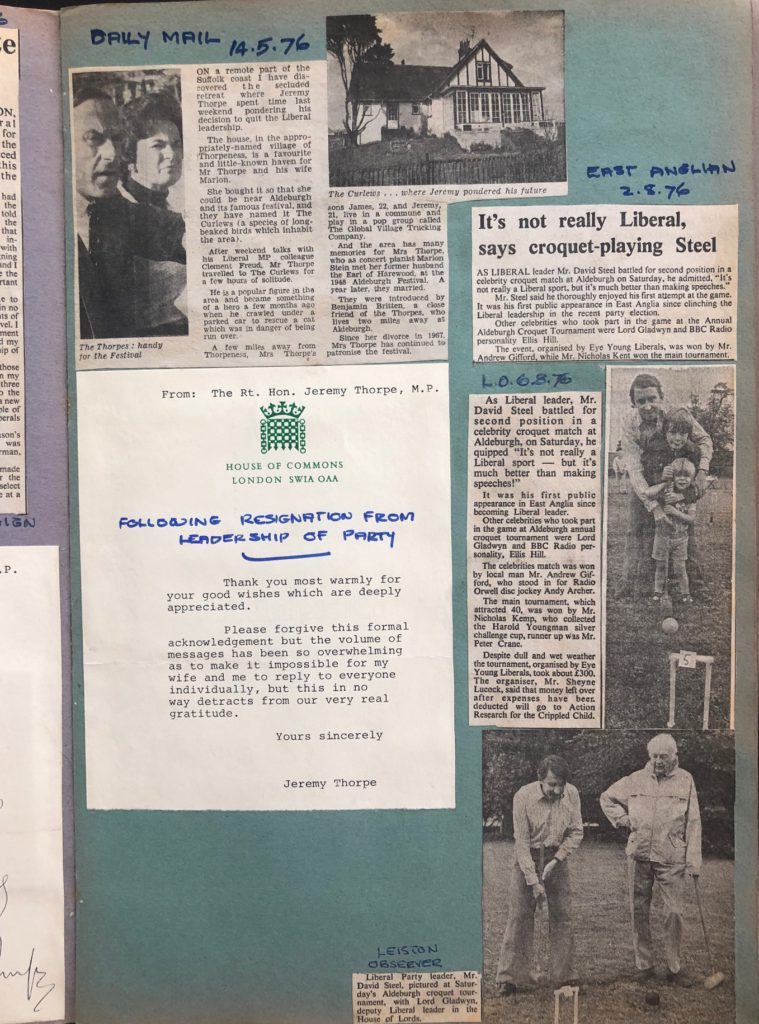 DAILY MAIL 14.5.76
ON a remote part of the
Suffolk coast I have dis-
covered the secluded
retreat where Jeremy
Thorpe spent time last
weekend pondering his
decision to quit the Liberal
leadership.
The house, in the appro-
priately-named village of
Thorpeness, is a favourite
and little-known haven for
Mr Thorpe and his wife
Marion.
She bought it so that she
could be near Aldeburgh
and its famous festival, and
they have named it The
Curlews (a species of long-
beaked birds which inhabit
the area).
After weekend talks with
his Liberal MP colleague
Clement Freud, Mr Thorpe
travelled to The Curlews for
a few hours of solitude.
He is a popular figure in the
area and became something
of a hero a few months ago
when he crawled under a
parked car to rescue a cat
which was in danger of being
run over.
A few miles away from
Thorpeness, Mrs Thorpe's
The Thorpes : handy
for the Festival
The Curlews . . . where Jeremy pondered his future
sons James, 22, and Jeremy,
21, live in a commune and
play in a pop group called
The Global Village Trucking
Company.
And the area has many
memories for Mrs Thorpe,
who as concert pianist Marion
Stein met her former husband
the Earl of Harewood, at the
1948 Aldeburgh Festival. A
year later, they married.
They were introduced by
Benjamin Britten, a close
friend of the Thorpes, who
lives two miles away at
Aldeburgh.
Since her divorce in 1967,
Mrs Thorpe has continued to
patronise the festival.
EAST ANGLIAN
2.8.76
It's not really Liberal,
says croquet-playing Steel
AS LIBERAL leader Mr. David Steel battled for second position in a
celebrity croquet match at Aldeburgh on Saturday, he admitted, "It's
not really a Liberal sport, but it's much better than making speeches."
Mr. Steel said he thoroughly enjoyed his first attempt at the game.
It was his first public appearance in East Anglia since clinching the
Liberal leadership in the recent party election.
Other celebrities who took part in the game at the Annual
Aldeburgh Croquet Tournament were Lord Gladwyn and BBC Radio
personality Ellis Hill.
The event, organised by Eye Young Liberals, was won by Mr.
Andrew Gifford, while Mr. Nicholas Kent won the main tournament.
From: The Rt. Hon. Jeremy Thorpe, M.P.
HOUSE OF COMMONS
LONDON SW1A OAA
FOLLOWING RESIGNATION FROM
LEADERSHIP OF PARTY
Thank you most warmly for
your good wishes which are deeply
appreciated.
Please forgive this formal
acknowledgement but the volume of
messages has been so overwhelming
as to make it impossible for my
wife and me to reply to everyone
individually, but this in no
way detracts from our very real
gratitude.
Yours sincerely
Jeremy Thorpe
L.O. 6.8.76
As Liberal leader, Mr.
David Steel battled for
second position in a
celebrity croquet match at
Aldeburgh, on Saturday, he
quipped "It's not really a
Liberal sport — but it's
much better than making
speeches!"
It was his first public
appearance in East Anglia since
becoming Liberal leader.
Other celebrities who took part
in the game at Aldeburgh annual
croquet tournament were Lord
Gladwyn and BBC Radio per-
sonality, Ellis Hill.
The celebrities match was won
by local man Mr. Andrew Gif-
ford, who stood in for Radio
Orwell disc jockey Andy Archer.
The main tournament, which
attracted 40, was won by Mr.
Nicholas Kemp, who collected
the Harold Youngman silver
challenge cup, runner up was Mr.
Peter Crane.
Despite dull and wet weather
the tournament, organised by Eye
Young Liberals, took about £300.
The organiser, Mr. Sheyne
Lucock, said that money left over
after expenses have been
deducted will go to Action
Research for the Crippled Child.
5
LEISTON
OBSERVER
Liberal Party leader, Mr.
David Steel, pictured at Satur-
day's Aldeburgh croquet tour-
nament, with Lord Gladwyn,
deputy Liberal leader in the
House of Lords.